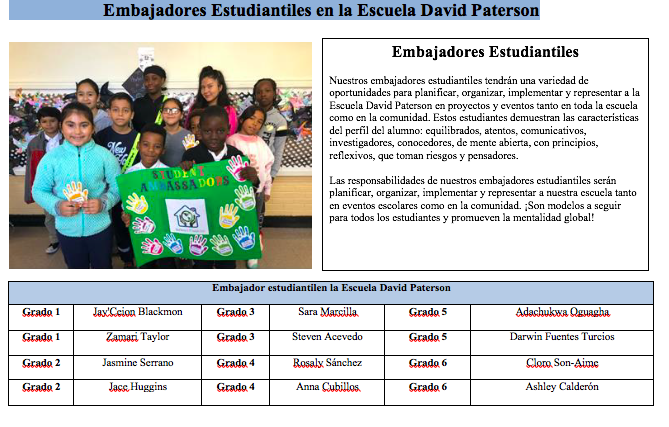 Embajadores Estudiantiles en la Escuela David Paterson
STUDENT
AMBASSADORS
Embajadores Estudiantiles
Nuestros embajadores estudiantiles tendrán una variedad de
oportunidades para planificar, organizar, implementar y representar a la
Escuela David Paterson en proyectos y eventos tanto en toda la escuela
como en la comunidad. Estos estudiantes demuestran las características
del perfil del alumno: equilibrados, atentos, comunicativos,
investigadores, conocedores, de mente abierta, con principios,
reflexivos, que toman riesgos y pensadores.
Las responsabilidades de nuestros embajadores estudiantiles serán
planificar, organizar, implementar y representar a nuestra escuela tanto
en eventos escolares como en la comunidad. ¡Son modelos a seguir
para todos los estudiantes y promueven la mentalidad global!
Embajador estudiantilen la Escuela David Paterson
Grado 1 Jay'Ceion Blackmon Grado 3 Sara Marcilla Grado 5 Adachukwa Oguagha
Grado 1 Zamari Taylor Grado 3 Steven Acevedo Grado 5 Darwin Fuentes Turcios
Grado 2 Jasmine Serrano Grado 4 Rosaly Sánchez Grado 6 Cloro Son-Aime
Grado 2 Jace Huggins Grado 4 Anna Cubillos Grado 6 Ashley Calderón